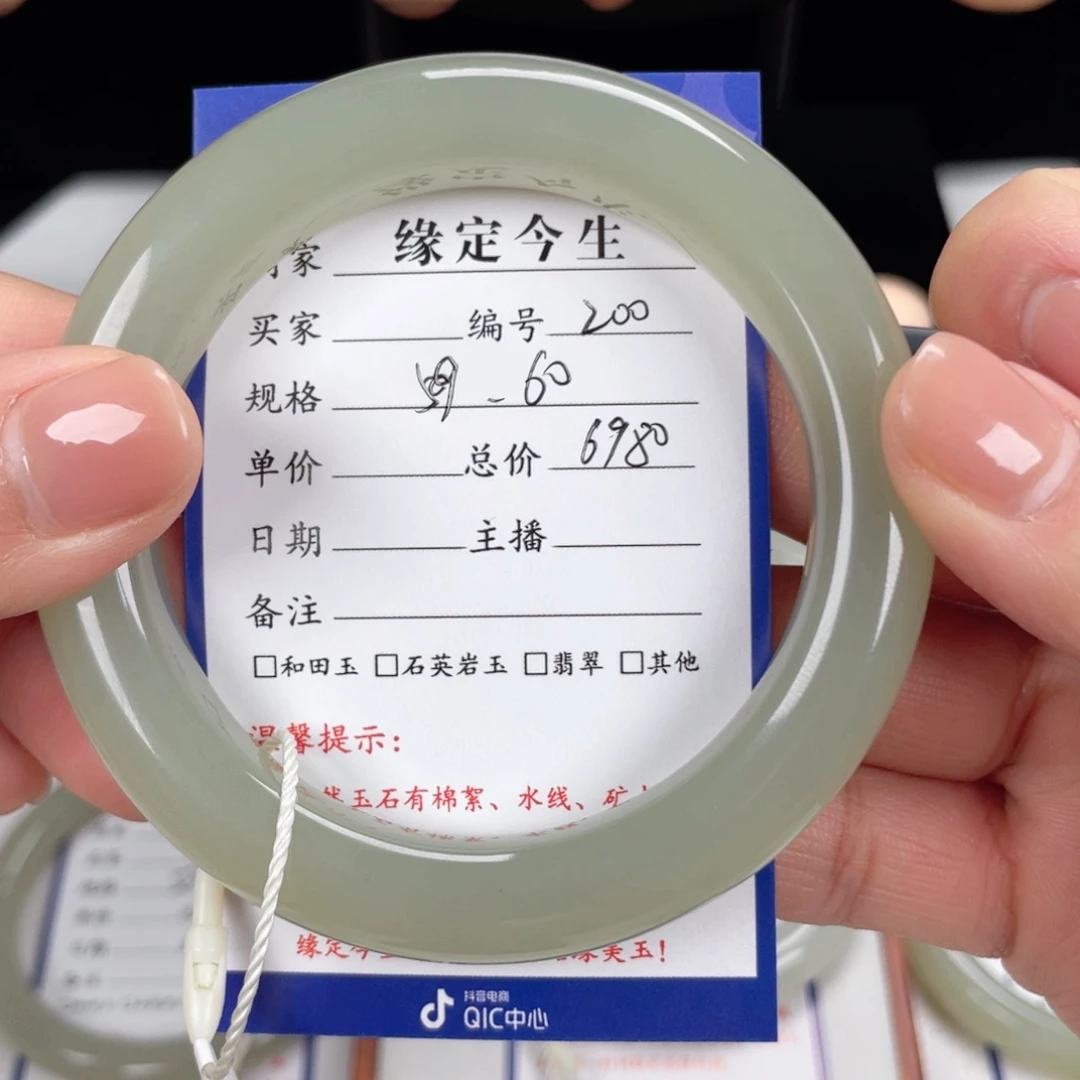 家 缘定今生
买家 编号 200
规格 60
单价 总价 6980
日期 主播
备注
□和田玉 □石英岩玉 □翡翠 □其他
温馨提示：
然玉石有棉絮、水线、矿
缘定今生 美玉！
抖音电商
QIC中心